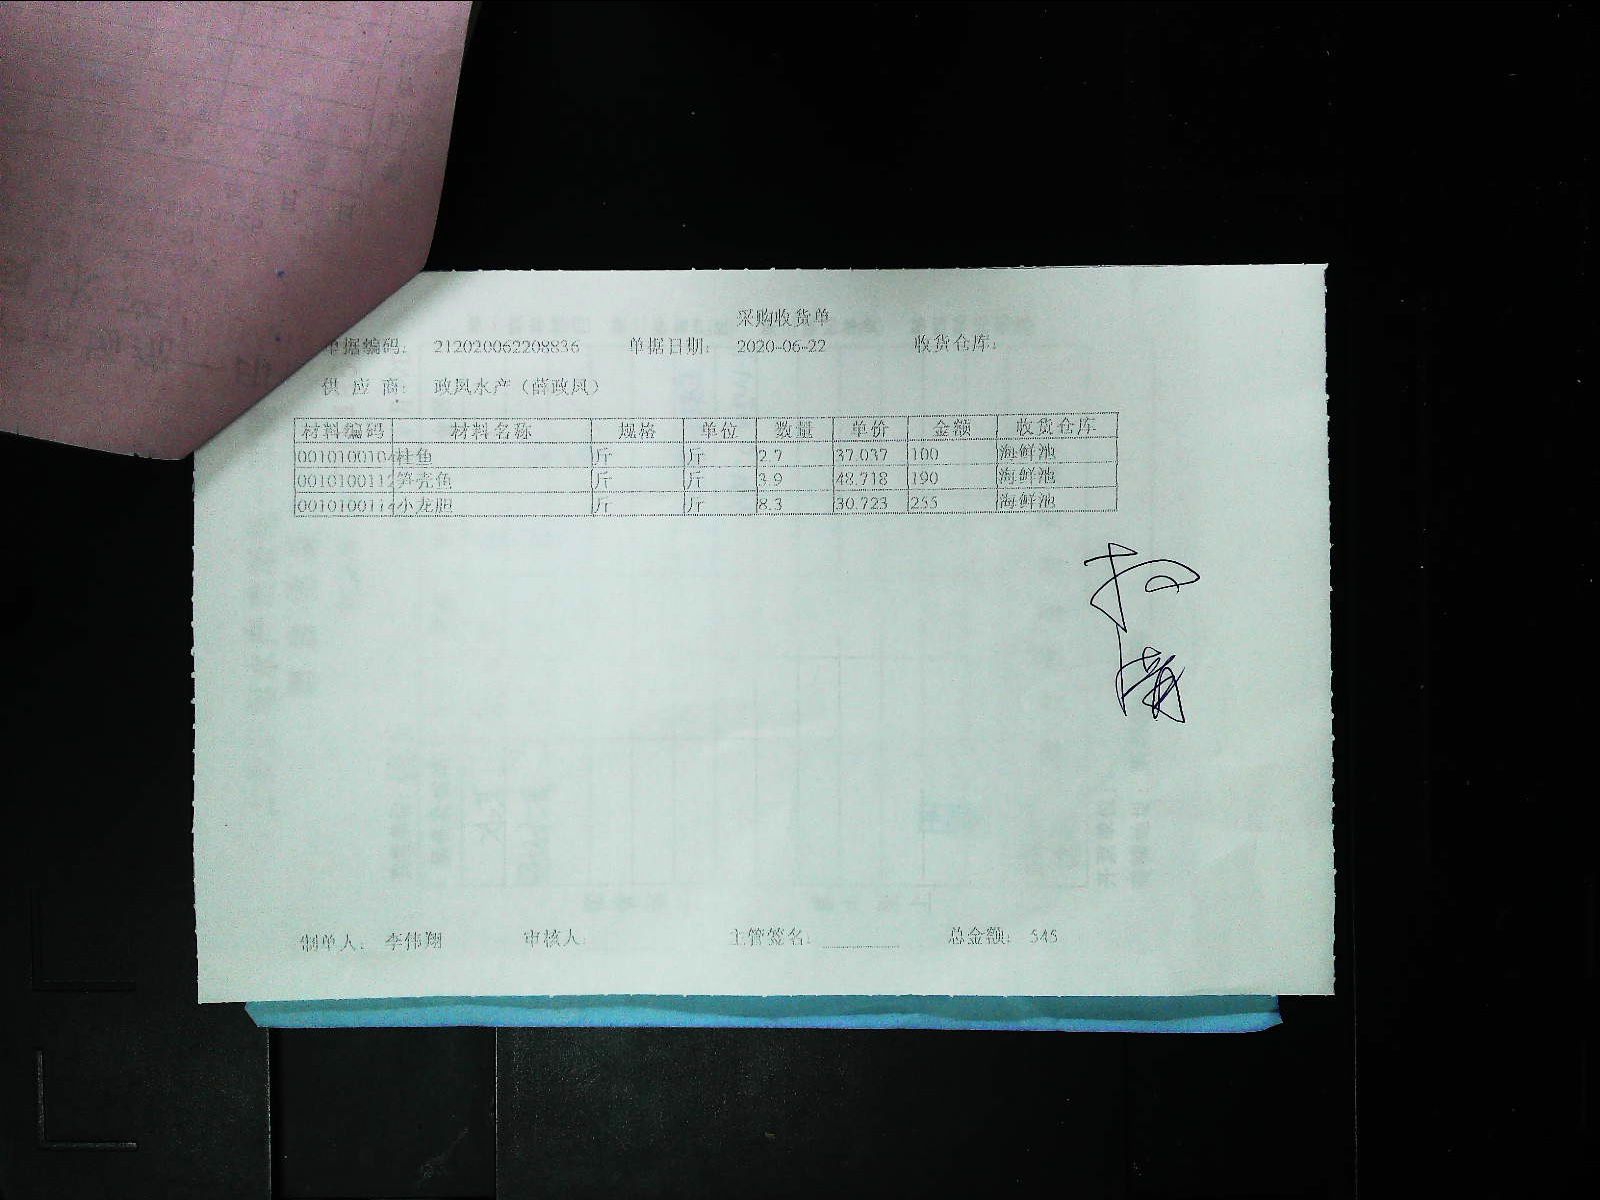 采购收货单
单据编码: 212020062208836 单据日期: 2020-06-22 收货仓库:
供 应 商: 政凤水产（薛政凤）
材料编码 材料名称 规格 单位 数量 单价 金额 收货仓库
0010100104 桂鱼 斤 斤 2.7 37.037 100 海鲜池
0010100112 笋壳鱼 斤 斤 3.9 48.718 190 海鲜池
001010011 小龙胆 斤 斤 8.3 30.723 255 海鲜池
制单人: 李伟翔 审核人: 主管签名: 总金额: 545